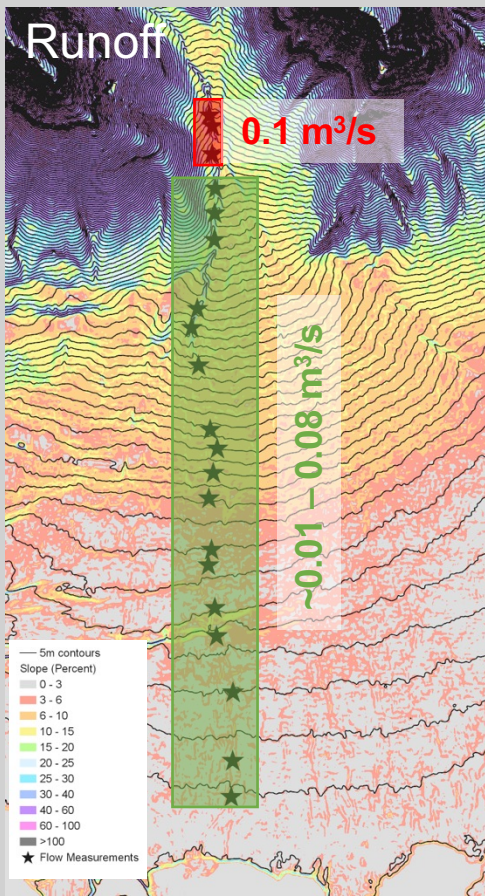 Runoff
0.1 m³/s
~0.01 – 0.08 m³/s
5m contours
Slope (Percent)
0 - 3
3 - 6
6 - 10
10 - 15
15 - 20
20 - 25
25 - 30
30 - 40
40 - 60
60 - 100
>100
Flow Measurements